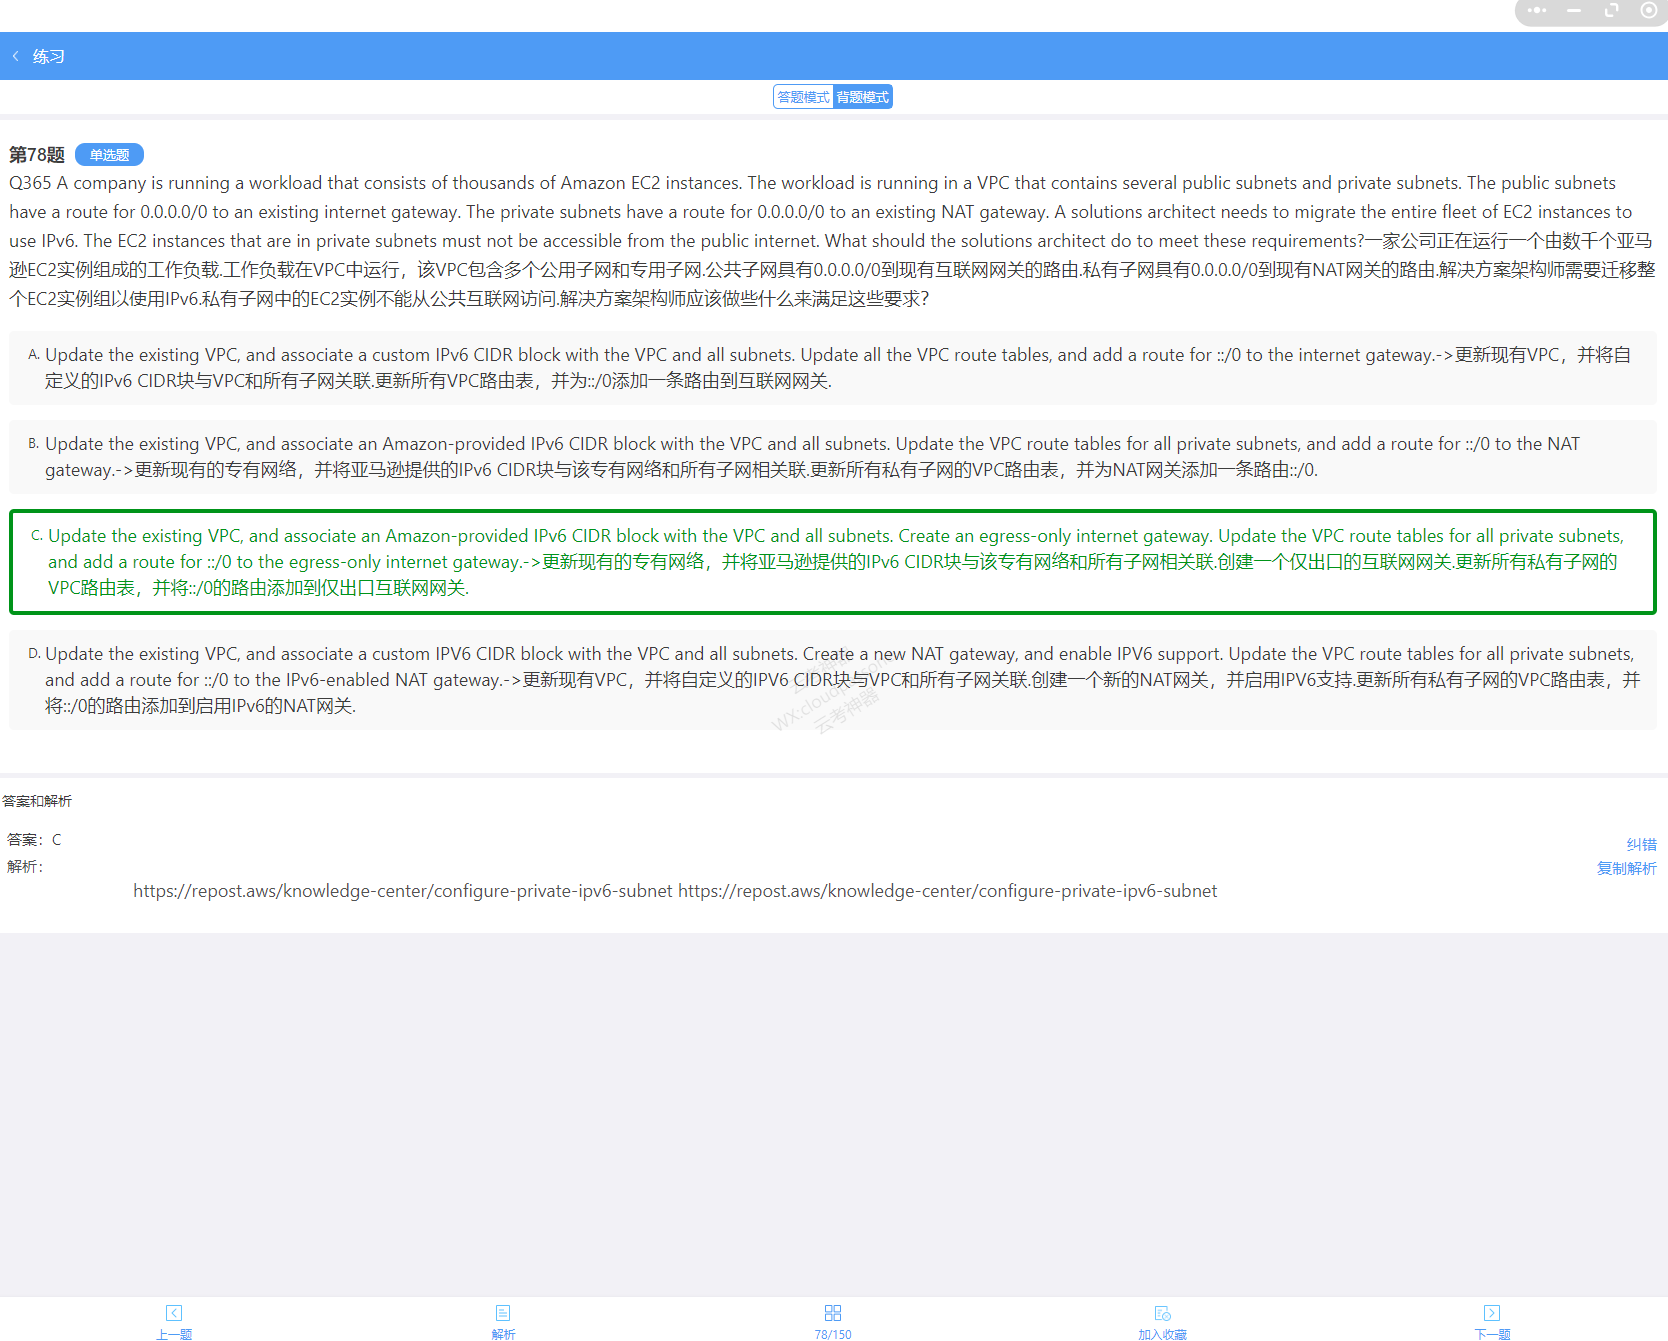 练习
答题模式 背题模式
第78题 单选题
Q365 A company is running a workload that consists of thousands of Amazon EC2 instances. The workload is running in a VPC that contains several public subnets and private subnets. The public subnets
have a route for 0.0.0.0/0 to an existing internet gateway. The private subnets have a route for 0.0.0.0/0 to an existing NAT gateway. A solutions architect needs to migrate the entire fleet of EC2 instances to
use IPv6. The EC2 instances that are in private subnets must not be accessible from the public internet. What should the solutions architect do to meet these requirements?一家公司正在运行一个由数千个亚马
逊EC2实例组成的工作负载.工作负载在VPC中运行，该VPC包含多个公用子网和专用子网.公共子网具有0.0.0.0/0到现有互联网网关的路由.私有子网具有0.0.0.0/0到现有NAT网关的路由.解决方案架构师需要迁移整
个EC2实例组以使用IPv6.私有子网中的EC2实例不能从公共互联网访问.解决方案架构师应该做些什么来满足这些要求?
A. Update the existing VPC, and associate a custom IPv6 CIDR block with the VPC and all subnets. Update all the VPC route tables, and add a route for ::/0 to the internet gateway.->更新现有VPC，并将自
定义的IPv6 CIDR块与VPC和所有子网关联.更新所有VPC路由表，并为::/0添加一条路由到互联网网关.
B. Update the existing VPC, and associate an Amazon-provided IPv6 CIDR block with the VPC and all subnets. Update the VPC route tables for all private subnets, and add a route for ::/0 to the NAT
gateway.->更新现有的专有网络，并将亚马逊提供的IPv6 CIDR块与该专有网络和所有子网相关联.更新所有私有子网的VPC路由表，并为NAT网关添加一条路由::/0.
C. Update the existing VPC, and associate an Amazon-provided IPv6 CIDR block with the VPC and all subnets. Create an egress-only internet gateway. Update the VPC route tables for all private subnets,
and add a route for ::/0 to the egress-only internet gateway.->更新现有的专有网络，并将亚马逊提供的IPv6 CIDR块与该专有网络和所有子网相关联.创建一个仅出口的互联网网关.更新所有私有子网的
VPC路由表，并将::/0的路由添加到仅出口互联网网关.
D. Update the existing VPC, and associate a custom IPV6 CIDR block with the VPC and all subnets. Create a new NAT gateway, and enable IPV6 support. Update the VPC route tables for all private subnets,
and add a route for ::/0 to the IPv6-enabled NAT gateway.->更新现有VPC，并将自定义的IPV6 CIDR块与VPC和所有子网关联.创建一个新的NAT网关，并启用IPV6支持.更新所有私有子网的VPC路由表，并
将::/0的路由添加到启用IPv6的NAT网关.
云考神器
答案和解析
答案：C
纠错
解析：
复制解析
https://repost.aws/knowledge-center/configure-private-ipv6-subnet https://repost.aws/knowledge-center/configure-private-ipv6-subnet
上一题 解析 78/150 加入收藏 下一题